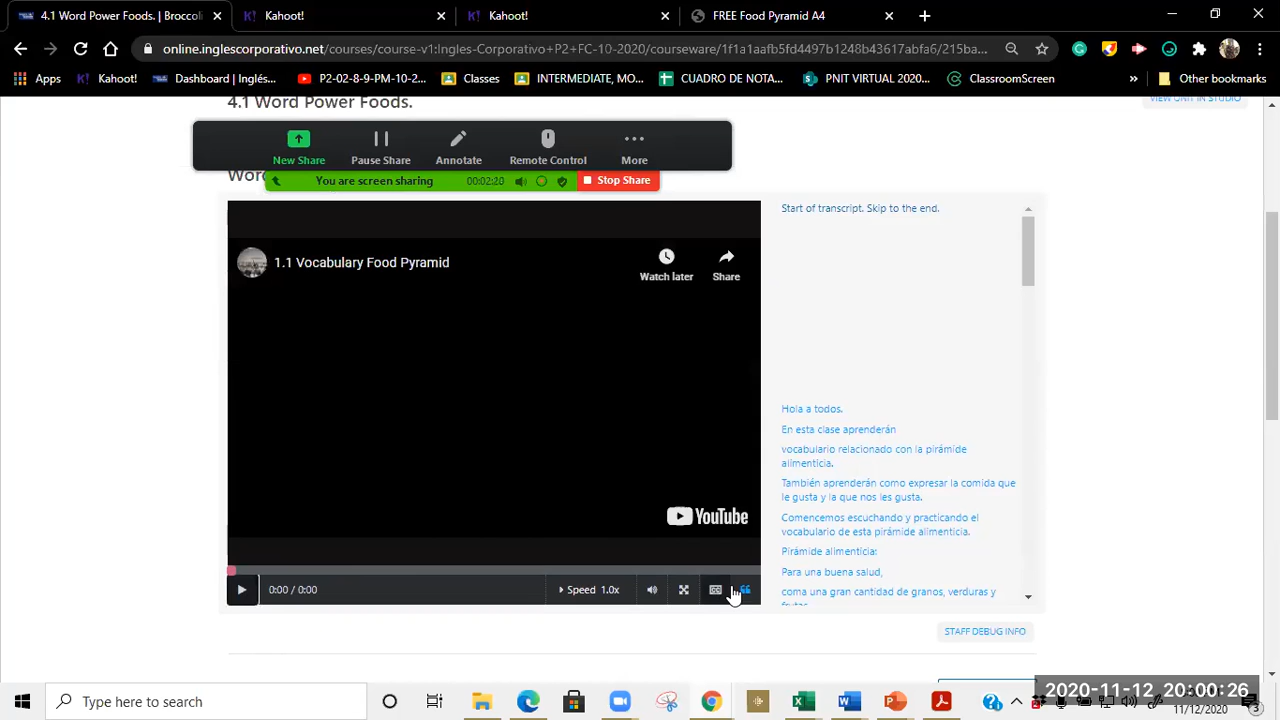 4.1 Word Power Foods. | Broccoli
Kahoot!
Kahoot!
FREE Food Pyramid A4
online.inglescorporativo.net/courses/course-v1:Ingles-Corporativo+P2+FC-10-2020/courseware/1f1a1aafb5fd4497b1248b43617abfa6/215ba...
Apps
Kahoot!
Dashboard | Inglés...
P2-02-8-9-PM-10-2...
Classes
INTERMEDIATE, MO...
CUADRO DE NOTA...
PNIT VIRTUAL 2020...
ClassroomScreen
»
Other bookmarks
4.1 Word Power Foods.
VIEW UNIT IN STUDIO
New Share
Pause Share
Annotate
Remote Control
More
Word
You are screen sharing
00:02:20
Stop Share
1.1 Vocabulary Food Pyramid
Watch later
Share
YouTube
0:00 / 0:00
Speed 1.0x
Start of transcript. Skip to the end.
Hola a todos.
En esta clase aprenderán
vocabulario relacionado con la pirámide
alimenticia.
También aprenderán como expresar la comida que
le gusta y la que nos les gusta.
Comencemos escuchando y practicando el
vocabulario de esta pirámide alimenticia.
Pirámide alimenticia:
Para una buena salud,
coma una gran cantidad de granos, verduras y
frutas.
STAFF DEBUG INFO
Type here to search
2020-11-12 20:00:26
11/12/2020